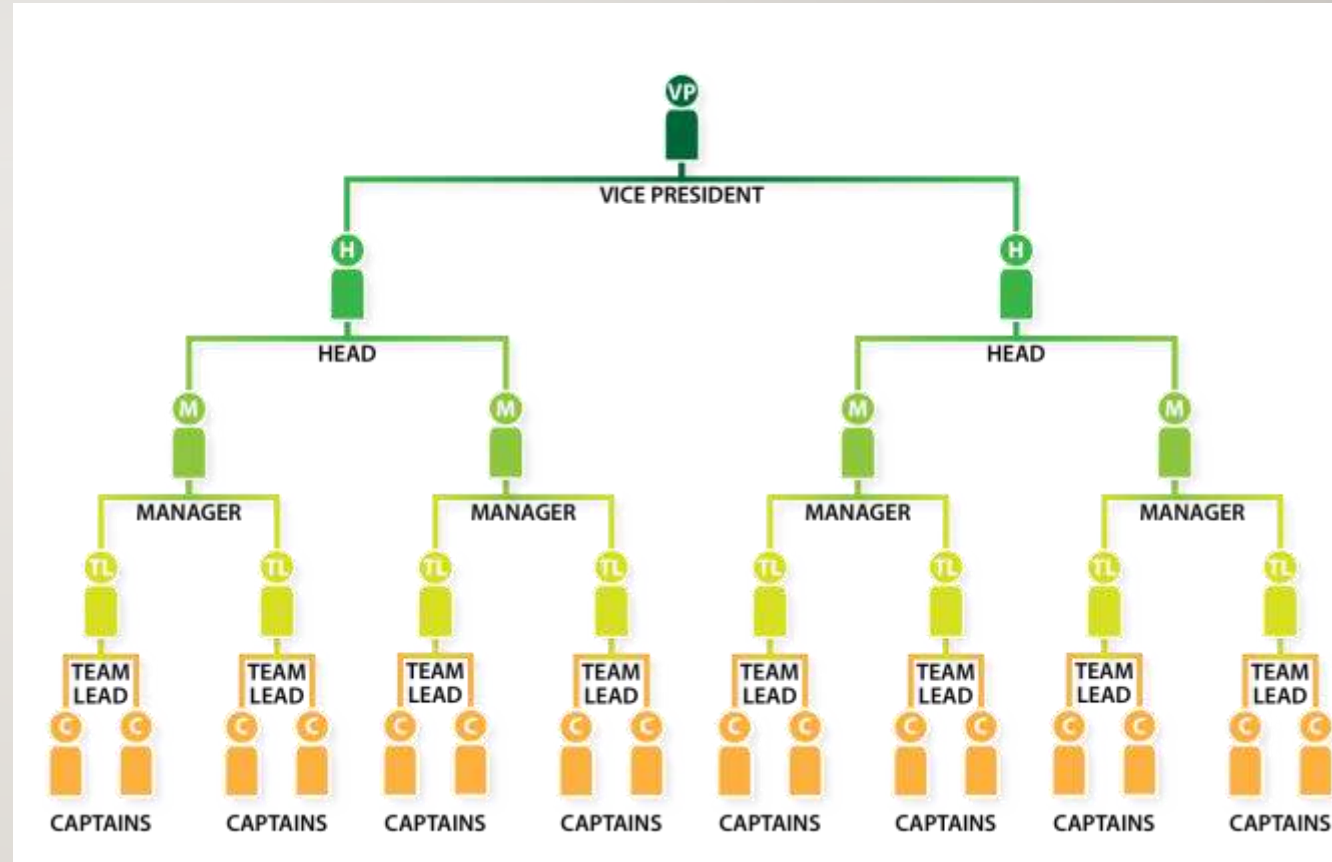 VP
VICE PRESIDENT
H H
HEAD HEAD
M M M M
MANAGER MANAGER MANAGER MANAGER
TL TL TL TL TL TL TL TL
TEAM TEAM TEAM TEAM TEAM TEAM TEAM TEAM
LEAD LEAD LEAD LEAD LEAD LEAD LEAD LEAD
C C C C C C C C C C C C C C C C
CAPTAINS CAPTAINS CAPTAINS CAPTAINS CAPTAINS CAPTAINS CAPTAINS CAPTAINS